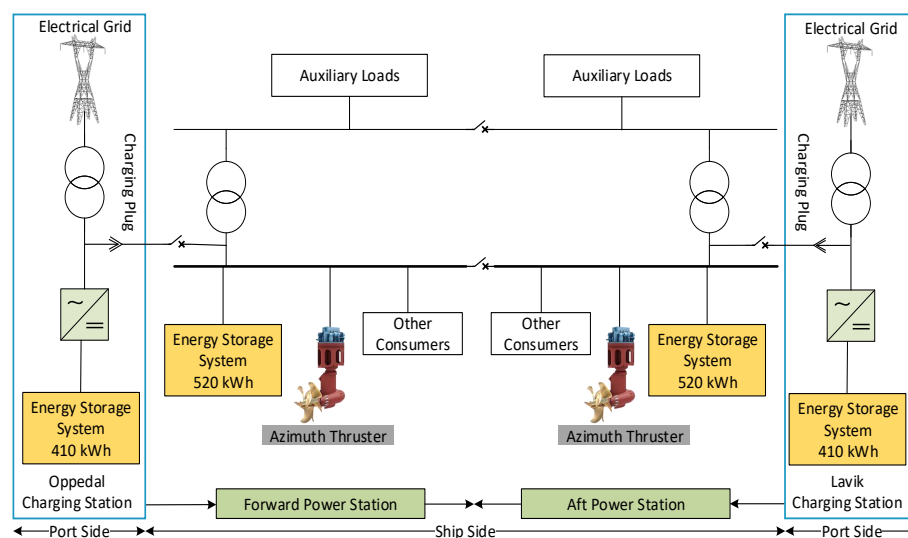 Electrical Grid
Electrical Grid
Auxiliary Loads
Auxiliary Loads
Charging Plug
Charging Plug
~
=
~
=
Energy Storage
System
520 kWh
Other
Consumers
Other
Consumers
Energy Storage
System
520 kWh
Energy Storage
System
410 kWh
Energy Storage
System
410 kWh
Azimuth Thruster
Azimuth Thruster
Oppedal
Charging Station
Forward Power Station
Aft Power Station
Lavik
Charging Station
Port Side
Ship Side
Port Side